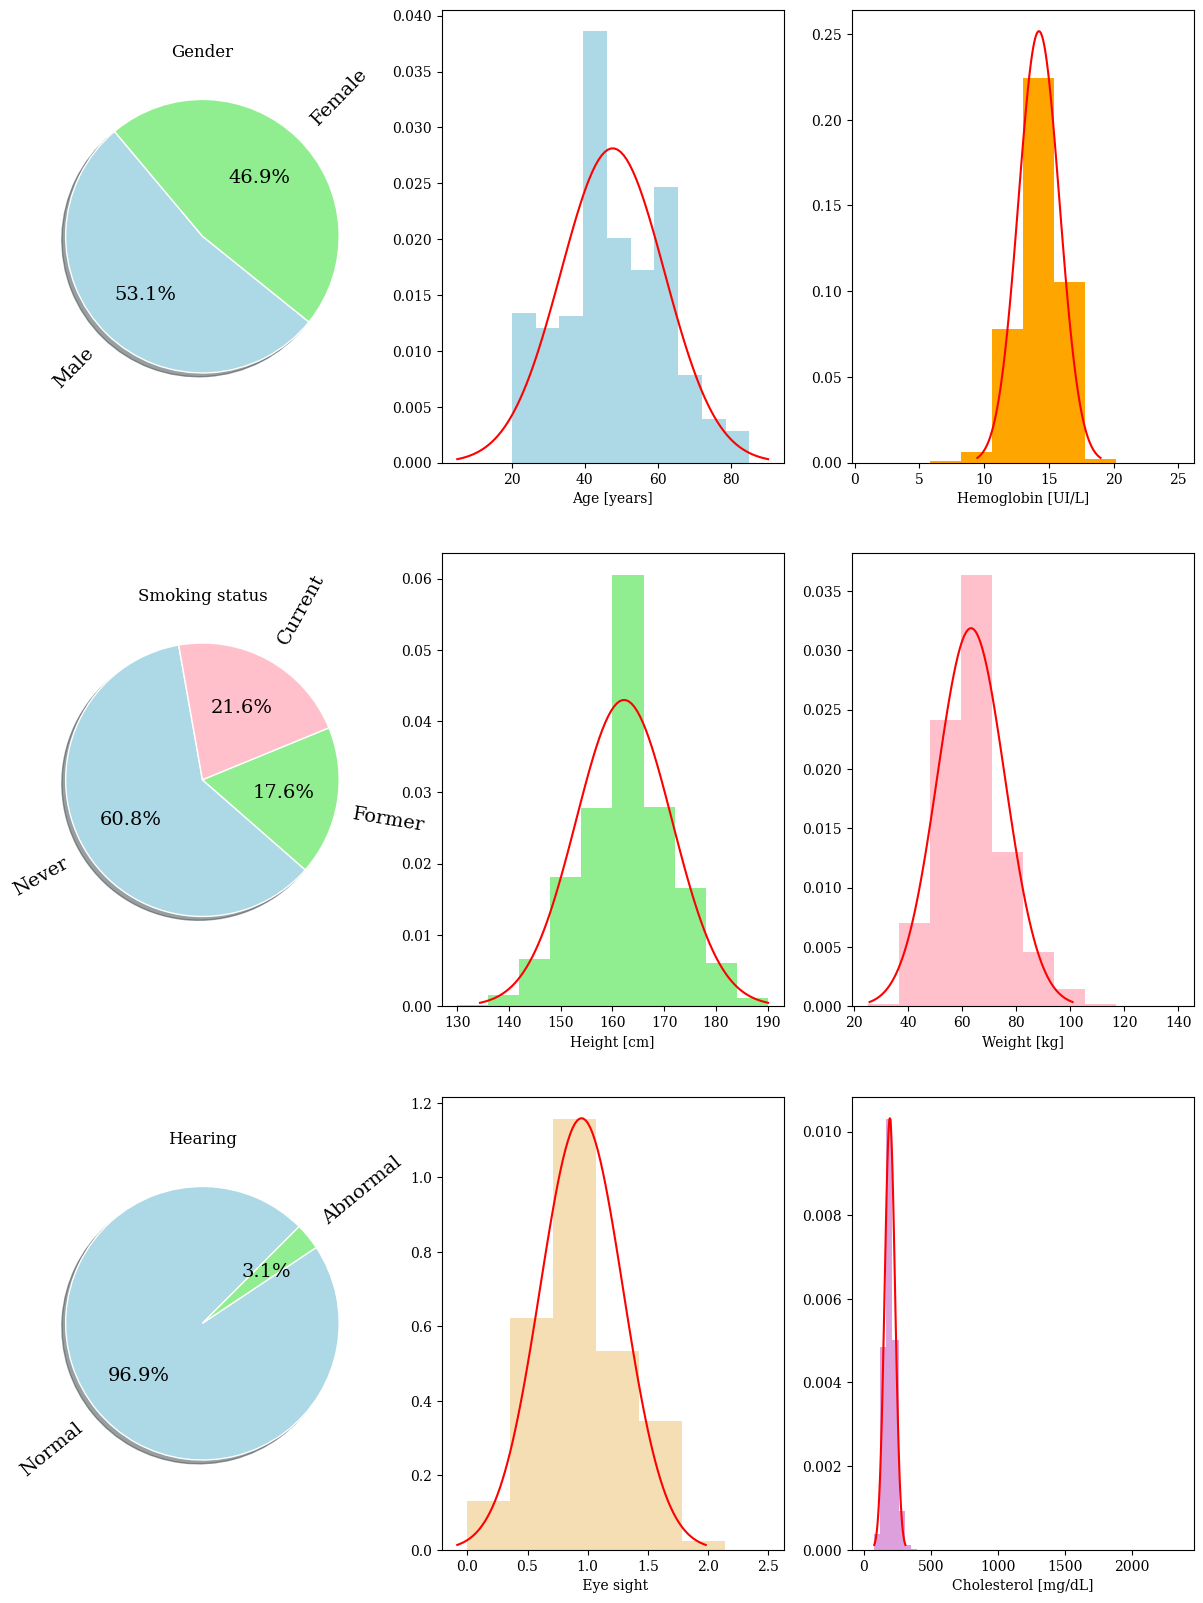 Gender
Female
46.9%
53.1%
Male
0.040
0.035
0.030
0.025
0.020
0.015
0.010
0.005
0.000
20 40 60 80
Age [years]
0.25
0.20
0.15
0.10
0.05
0.00
0 5 10 15 20 25
Hemoglobin [UI/L]
Smoking status
Current
21.6%
17.6%
Former
60.8%
Never
0.06
0.05
0.04
0.03
0.02
0.01
0.00
130 140 150 160 170 180 190
Height [cm]
0.035
0.030
0.025
0.020
0.015
0.010
0.005
0.000
20 40 60 80 100 120 140
Weight [kg]
Hearing
Abnormal
3.1%
96.9%
Normal
1.2
1.0
0.8
0.6
0.4
0.2
0.0
0.0 0.5 1.0 1.5 2.0 2.5
Eye sight
0.010
0.008
0.006
0.004
0.002
0.000
0 500 1000 1500 2000
Cholesterol [mg/dL]